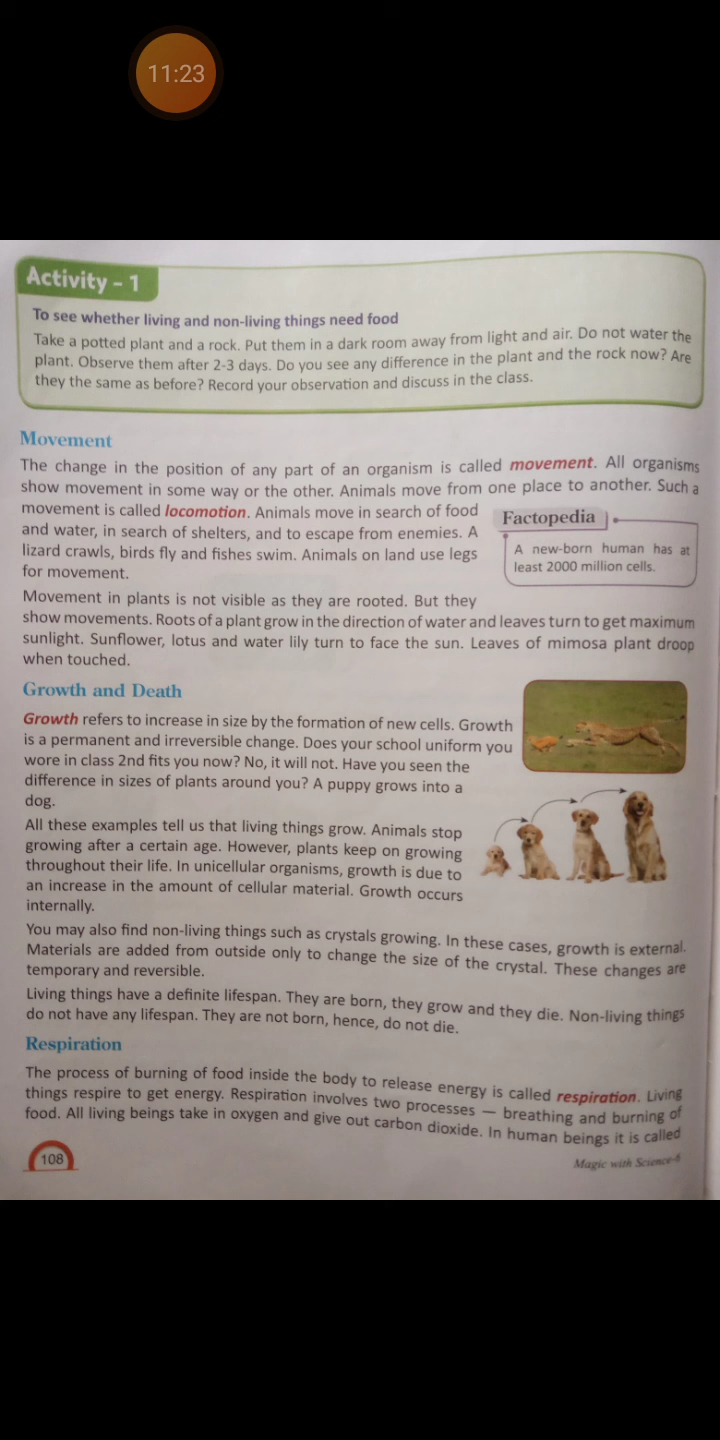 11:23
Activity – 1
To see whether living and non-living things need food
Take a potted plant and a rock. Put them in a dark room away from light and air. Do not water the
plant. Observe them after 2-3 days. Do you see any difference in the plant and the rock now? Are
they the same as before? Record your observation and discuss in the class.
Movement
The change in the position of any part of an organism is called movement. All organisms
show movement in some way or the other. Animals move from one place to another. Such a
movement is called locomotion. Animals move in search of food
and water, in search of shelters, and to escape from enemies. A
lizard crawls, birds fly and fishes swim. Animals on land use legs
for movement.
Factopedia
A new-born human has at
least 2000 million cells.
Movement in plants is not visible as they are rooted. But they
show movements. Roots of a plant grow in the direction of water and leaves turn to get maximum
sunlight. Sunflower, lotus and water lily turn to face the sun. Leaves of mimosa plant droop
when touched.
Growth and Death
Growth refers to increase in size by the formation of new cells. Growth
is a permanent and irreversible change. Does your school uniform you
wore in class 2nd fits you now? No, it will not. Have you seen the
difference in sizes of plants around you? A puppy grows into a
dog.
All these examples tell us that living things grow. Animals stop
growing after a certain age. However, plants keep on growing
throughout their life. In unicellular organisms, growth is due to
an increase in the amount of cellular material. Growth occurs
internally.
You may also find non-living things such as crystals growing. In these cases, growth is external.
Materials are added from outside only to change the size of the crystal. These changes are
temporary and reversible.
Living things have a definite lifespan. They are born, they grow and they die. Non-living things
do not have any lifespan. They are not born, hence, do not die.
Respiration
The process of burning of food inside the body to release energy is called respiration. Living
things respire to get energy. Respiration involves two processes — breathing and burning of
food. All living beings take in oxygen and give out carbon dioxide. In human beings it is called
108
Magic with Science-6